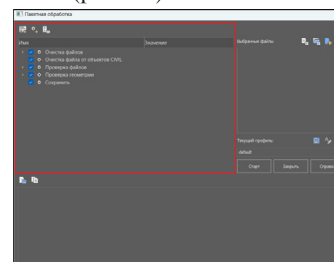 Пакетная обработка
Имя
Значение
Выбранные файлы
Очистка файлов
Очистка файла от объектов CIVIL
Проверка файлов
Проверка геометрии
Сохранить
Текущий профиль:
default
Старт
Закрыть
Справка